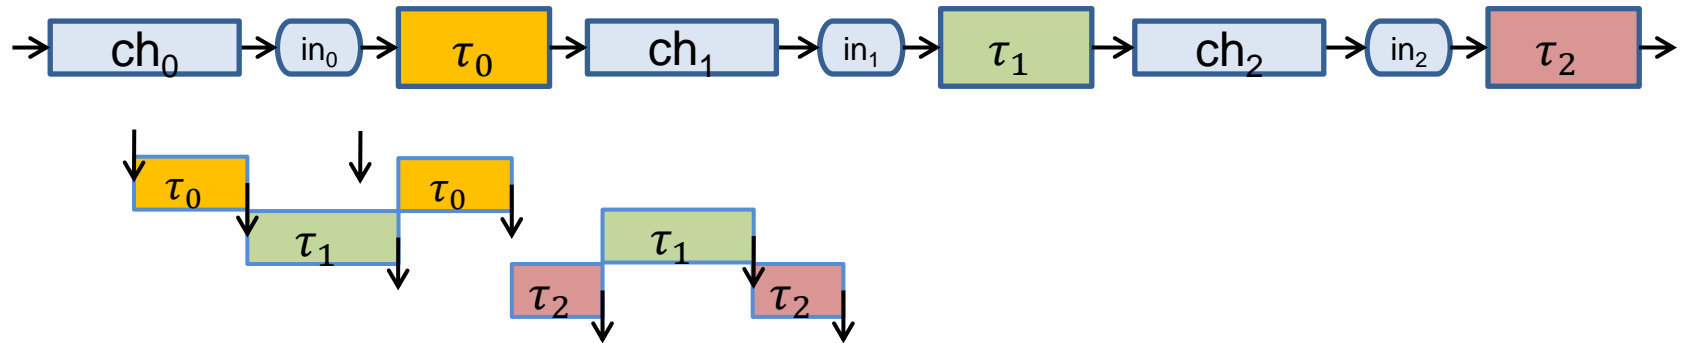 ch₀ in₀ τ₀ ch₁ in₁ τ₁ ch₂ in₂ τ₂
τ₀ τ₀
τ₁ τ₁
τ₂ τ₂